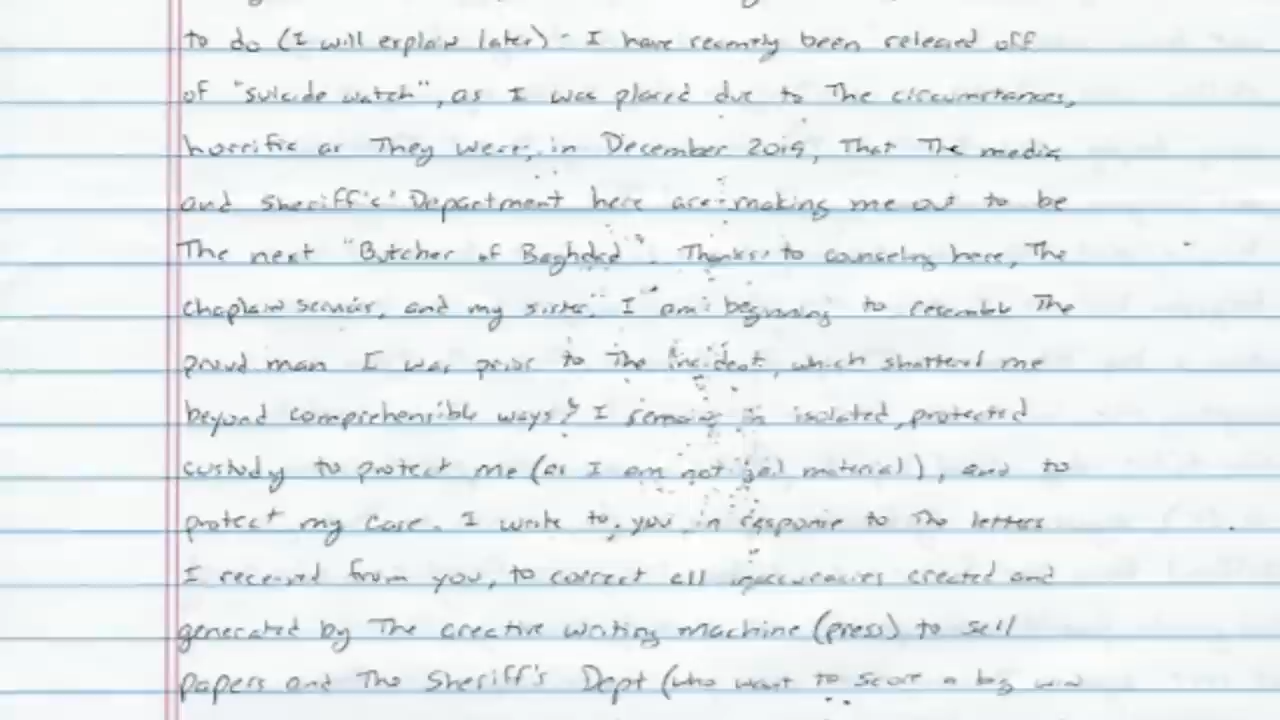 to do (I will explain later) - I have recently been released off
of "suicide watch", as I was placed due to The circumstances,
horrific as They were, in December 2019, That The media
and Sheriff's' Department here are making me out to be
The next "Butcher of Baghdad". Thanks to counseling here, The
chaplain services, and my sister, I am beginning to resemble The
proud man I was prior to The incident, which shattered me
beyond comprehensible ways! I remain in isolated, protected
custody to protect me (as I am not jail material), and to
protect my case. I write to you in response to The letters
I received from you, to correct all inaccuracies created and
generated by The creative writing machine (press) to sell
papers and The Sheriff's Dept (who want to score a big win